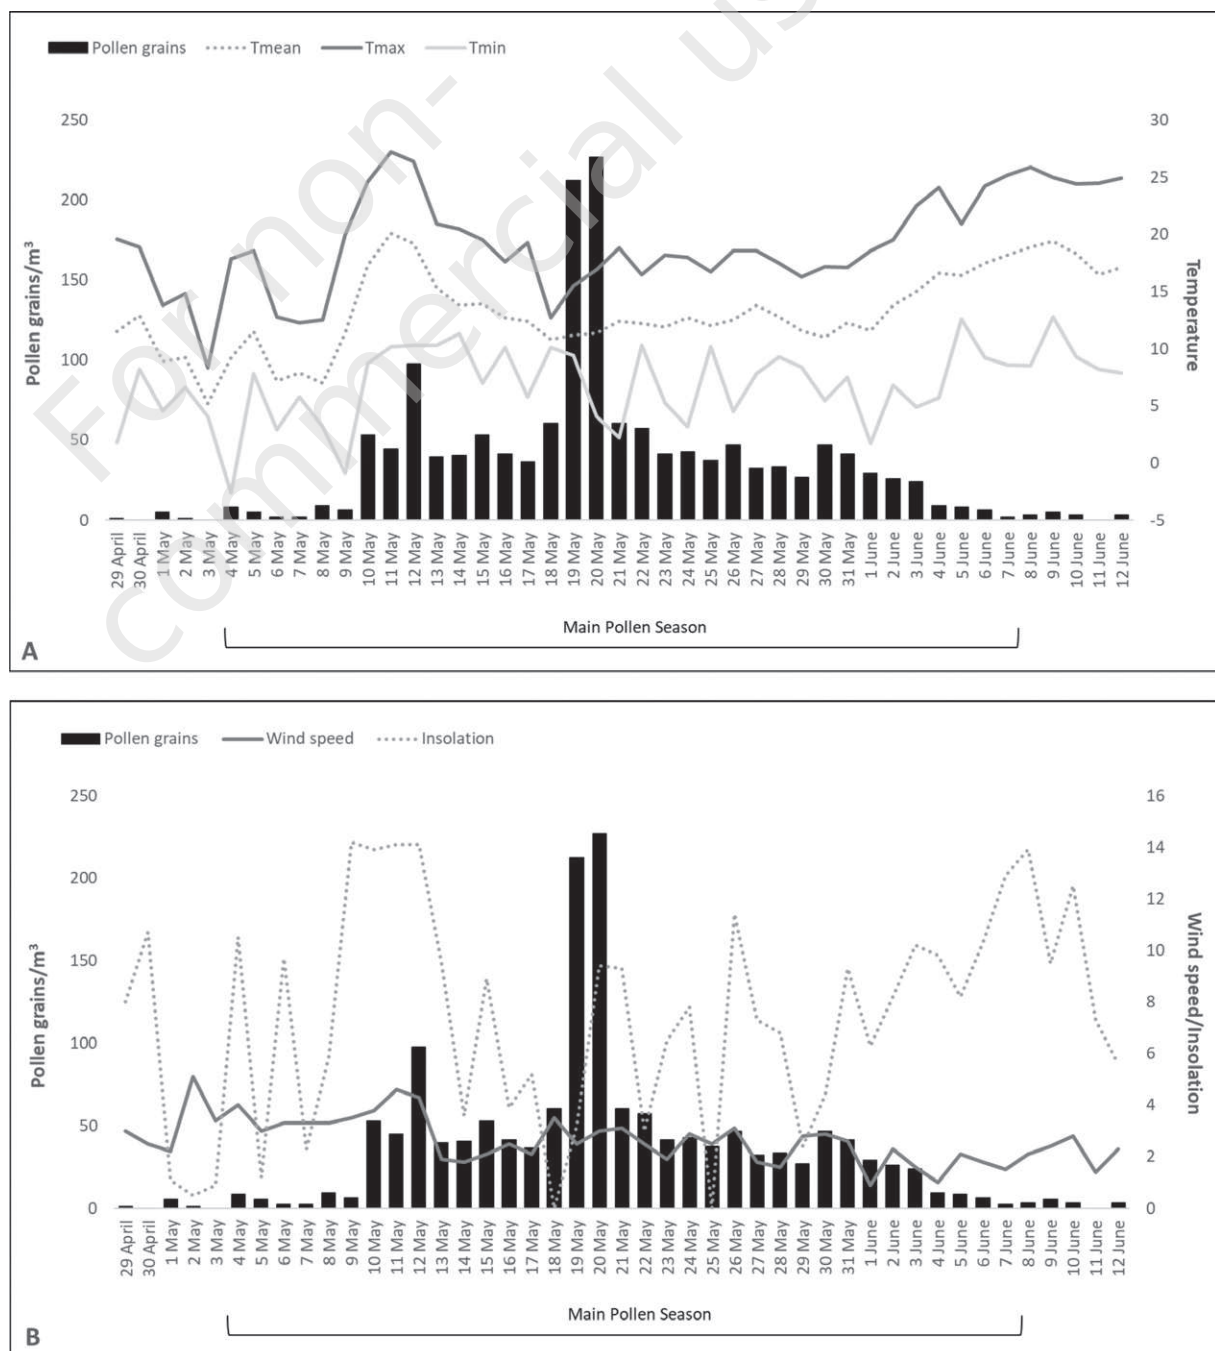 For non-
commercial us
Pollen grains Tmean Tmax Tmin
250 30
200 25
20
150 15
100 10
5
50 0
0 -5
Pollen grains/m³
Temperature
29 April 30 April 1 May 2 May 3 May 4 May 5 May 6 May 7 May 8 May 9 May 10 May 11 May 12 May 13 May 14 May 15 May 16 May 17 May 18 May 19 May 20 May 21 May 22 May 23 May 24 May 25 May 26 May 27 May 28 May 29 May 30 May 31 May 1 June 2 June 3 June 4 June 5 June 6 June 7 June 8 June 9 June 10 June 11 June 12 June
Main Pollen Season
A
Pollen grains Wind speed Insolation
250 16
14
200 12
150 10
8
100 6
50 4
2
0 0
Pollen grains/m³
Wind speed/Insolation
29 April 30 April 1 May 2 May 3 May 4 May 5 May 6 May 7 May 8 May 9 May 10 May 11 May 12 May 13 May 14 May 15 May 16 May 17 May 18 May 19 May 20 May 21 May 22 May 23 May 24 May 25 May 26 May 27 May 28 May 29 May 30 May 31 May 1 June 2 June 3 June 4 June 5 June 6 June 7 June 8 June 9 June 10 June 11 June 12 June
Main Pollen Season
B